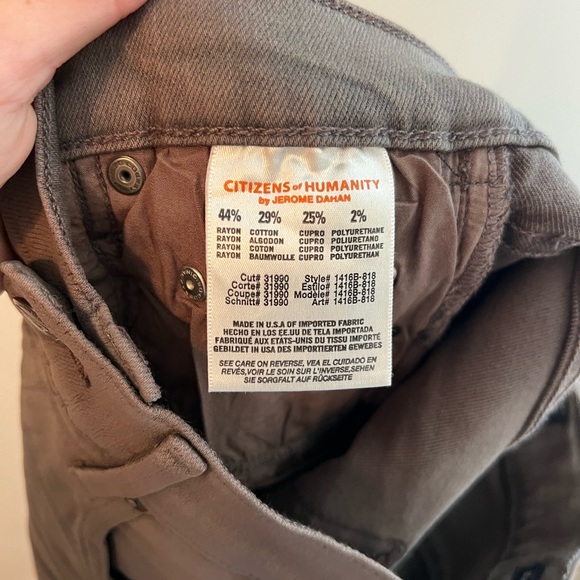 CITIZENS of HUMANITY
by JEROME DAHAN
44% 29% 25% 2%
RAYON COTTON CUPRO POLYURETHANE
RAYON ALGODON CUPRO POLIURETANO
RAYON COTON CUPRO POLYURETHANE
RAYON BAUMWOLLE CUPRO POLYURETHAN
Cut# 31990 Style# 1416B-818
Corte# 31990 Estilo# 1416B-818
Coupe# 31990 Modèle# 1416B-818
Schnitt# 31990 Art# 1416B-818
MADE IN U.S.A OF IMPORTED FABRIC
HECHO EN LOS EE.UU DE TELA IMPORTADA
FABRIQUÉ AUX ETATS-UNIS DU TISSU IMPORTÉ
GEBILDET IN USA DES IMPORTIERTEN GEWEBES
SEE CARE ON REVERSE, VEA EL CUIDADO EN
REVÉS,VOIR LE SOIN SUR L'INVERSE,SEHEN
SIE SORGFALT AUF RÜCKSEITE